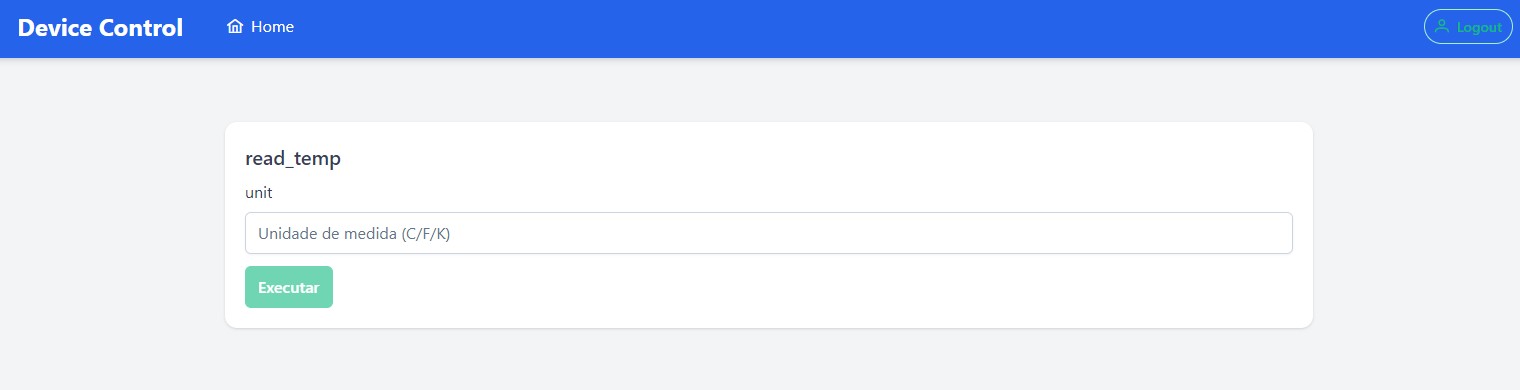 Device Control
Home
Logout
read_temp
unit
Unidade de medida (C/F/K)
Executar